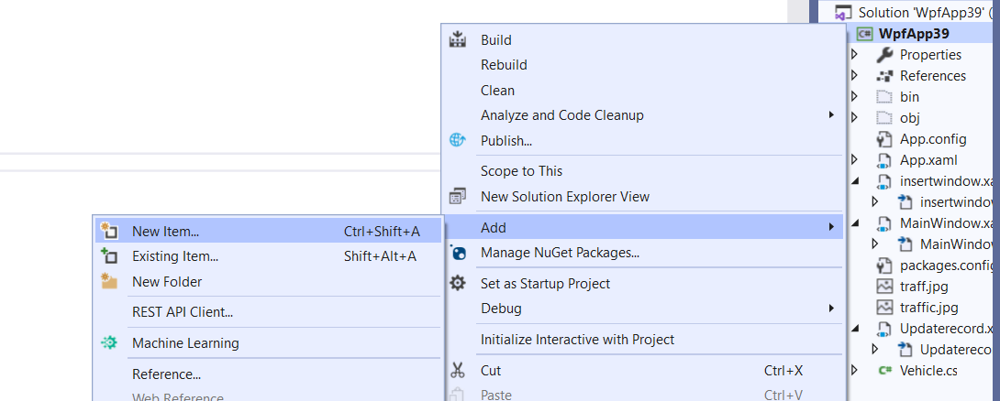 Build
Rebuild
Clean
Analyze and Code Cleanup
Publish...
Scope to This
New Solution Explorer View
Add
Manage NuGet Packages...
Set as Startup Project
Debug
Initialize Interactive with Project
Cut Ctrl+X
Paste Ctrl+V
New Item... Ctrl+Shift+A
Existing Item... Shift+Alt+A
New Folder
REST API Client...
Machine Learning
Reference...
Web Reference
Solution 'WpfApp39' (
C# WpfApp39
Properties
References
bin
obj
App.config
App.xaml
insertwindow.xa
insertwindow
MainWindow.xa
MainWindo
packages.config
traff.jpg
traffic.jpg
Updaterecord.x
Updatereco
C# Vehicle.cs